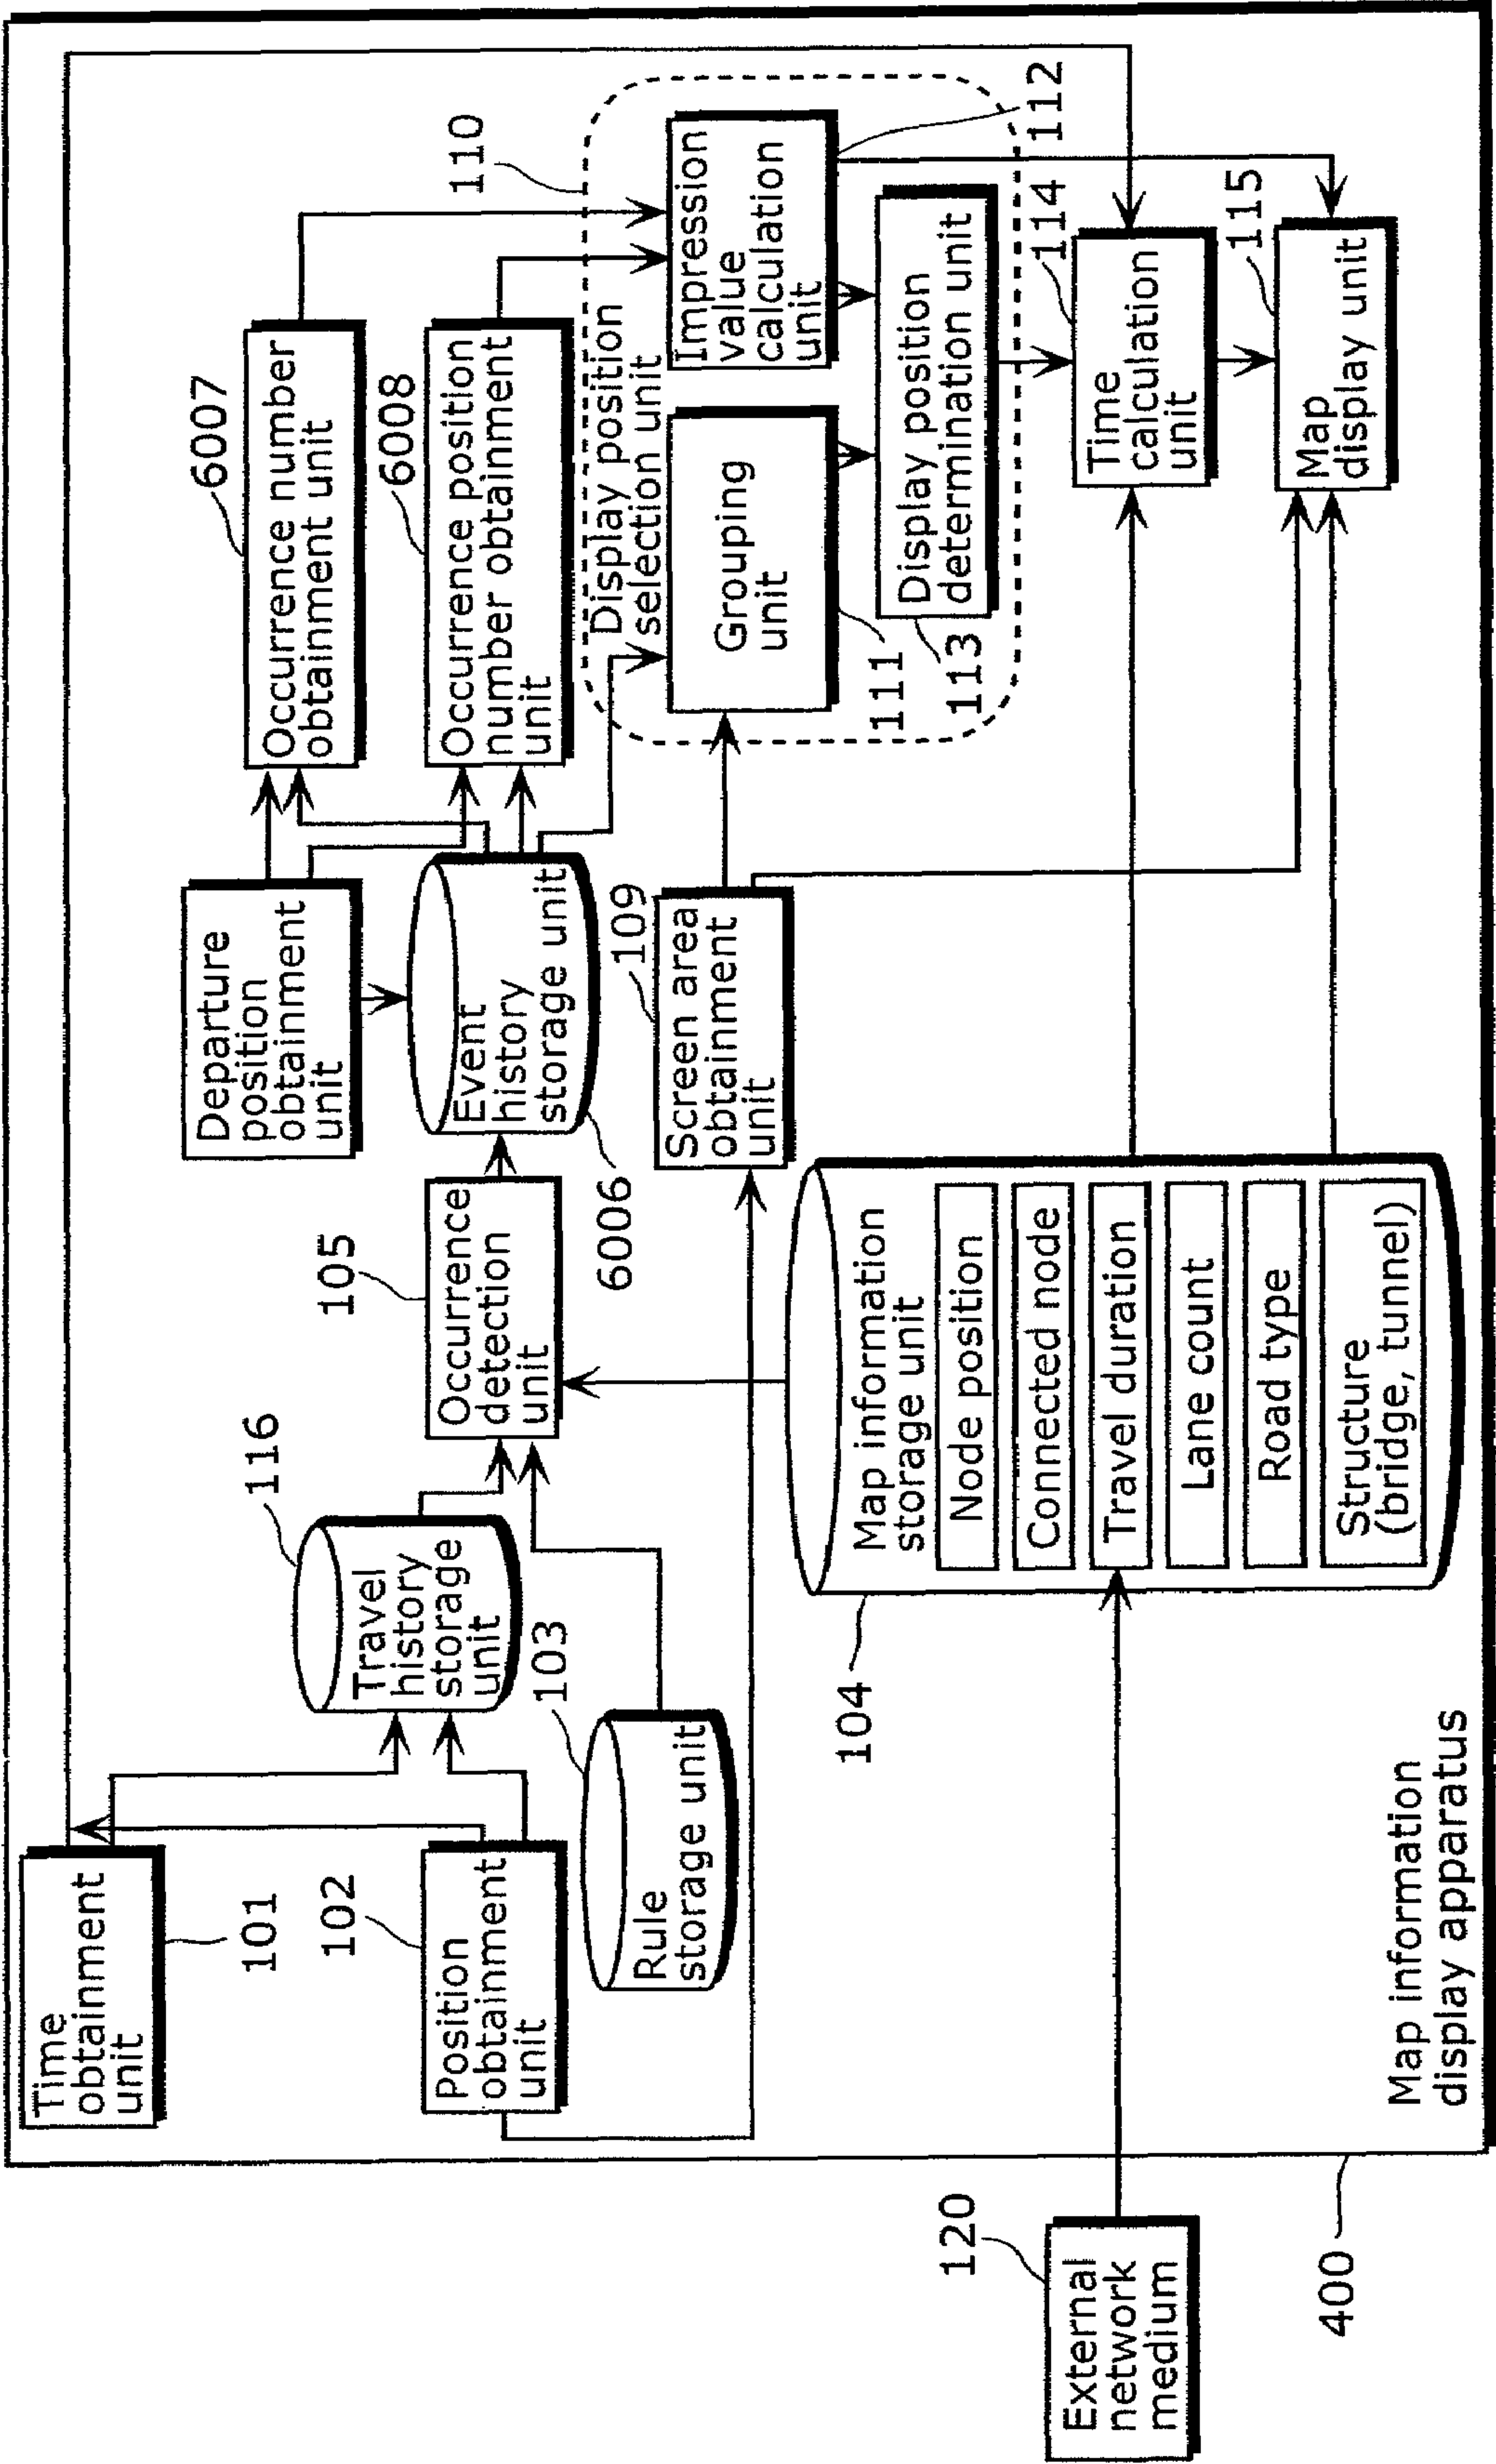 Time
obtainment
unit
101
102
Position
obtainment
unit
Rule
storage unit
103
116
Travel
history
storage
unit
105
Occurrence
detection
unit
Departure
position
obtainment
unit
Event
history
storage unit
6006
6007
Occurrence number
obtainment unit
6008
Occurrence position
number obtainment
unit
109
Screen area
obtainment
unit
110
Display position
selection unit
Grouping
unit
111
Impression
value
calculation
unit
112
Display position
determination unit
113
114
Time
calculation
unit
115
Map
display unit
104
Map information
storage unit
Node position
Connected node
Travel duration
Lane count
Road type
Structure
(bridge, tunnel)
Map information
display apparatus
120
External
network
medium
400